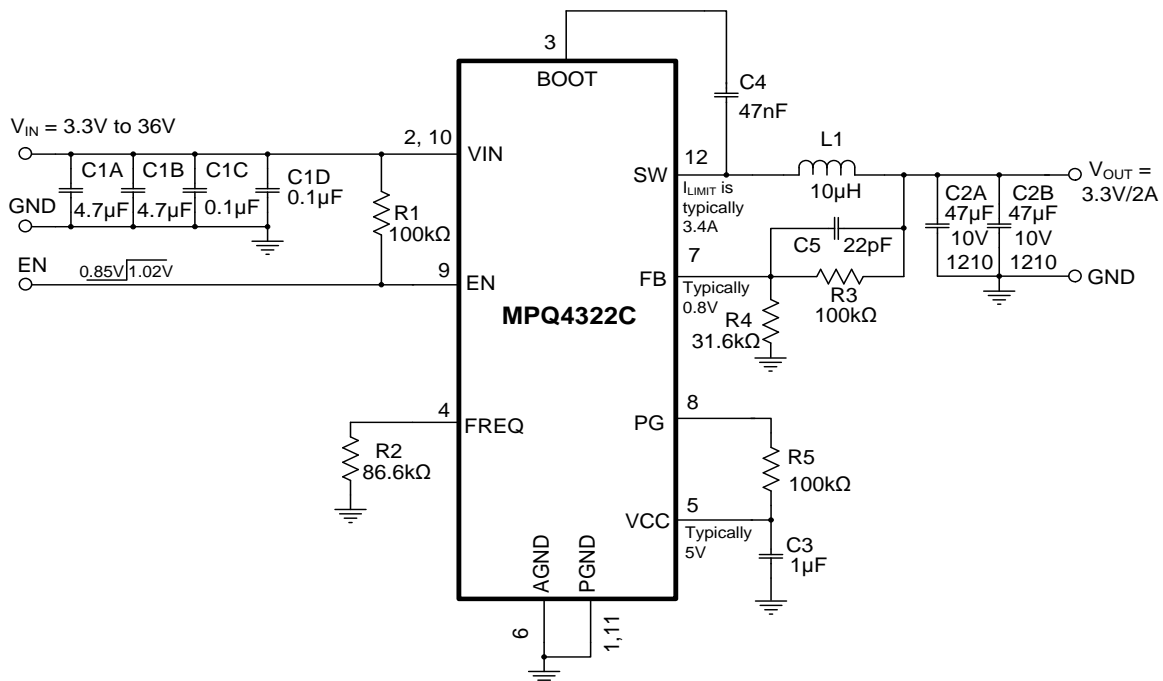 3
BOOT
C4
47nF
V_IN = 3.3V to 36V
2, 10
VIN
C1A
C1B
C1C
C1D
4.7µF
4.7µF
0.1µF
0.1µF
GND
R1
100kΩ
12
SW
I_LIMIT is
typically
3.4A
L1
10µH
V_OUT =
3.3V/2A
C2A
47µF
10V
1210
C2B
47µF
10V
1210
GND
C5
22pF
EN
0.85V 1.02V
9
EN
7
FB
Typically
0.8V
R3
100kΩ
R4
31.6kΩ
MPQ4322C
4
FREQ
R2
86.6kΩ
8
PG
R5
100kΩ
5
VCC
Typically
5V
C3
1µF
AGND
PGND
6
1,11